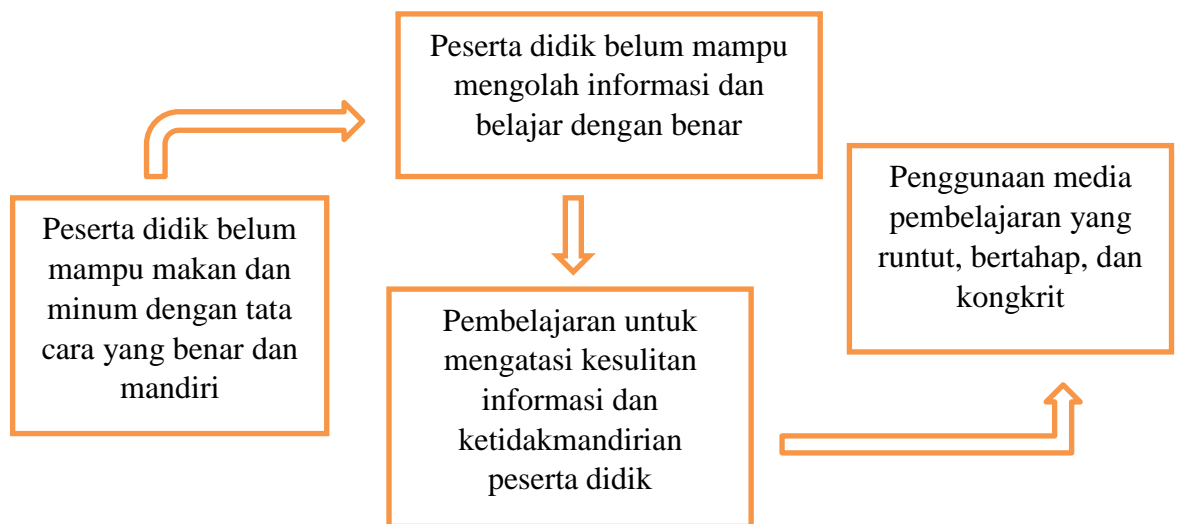 Peserta didik belum mampu
makan dan
minum dengan tata
cara yang benar dan
mandiri
Peserta didik belum mampu
mengolah informasi dan
belajar dengan benar
Pembelajaran untuk
mengatasi kesulitan
informasi dan
ketidakmandirian
peserta didik
Penggunaan media
pembelajaran yang
runtut, bertahap, dan
kongkrit